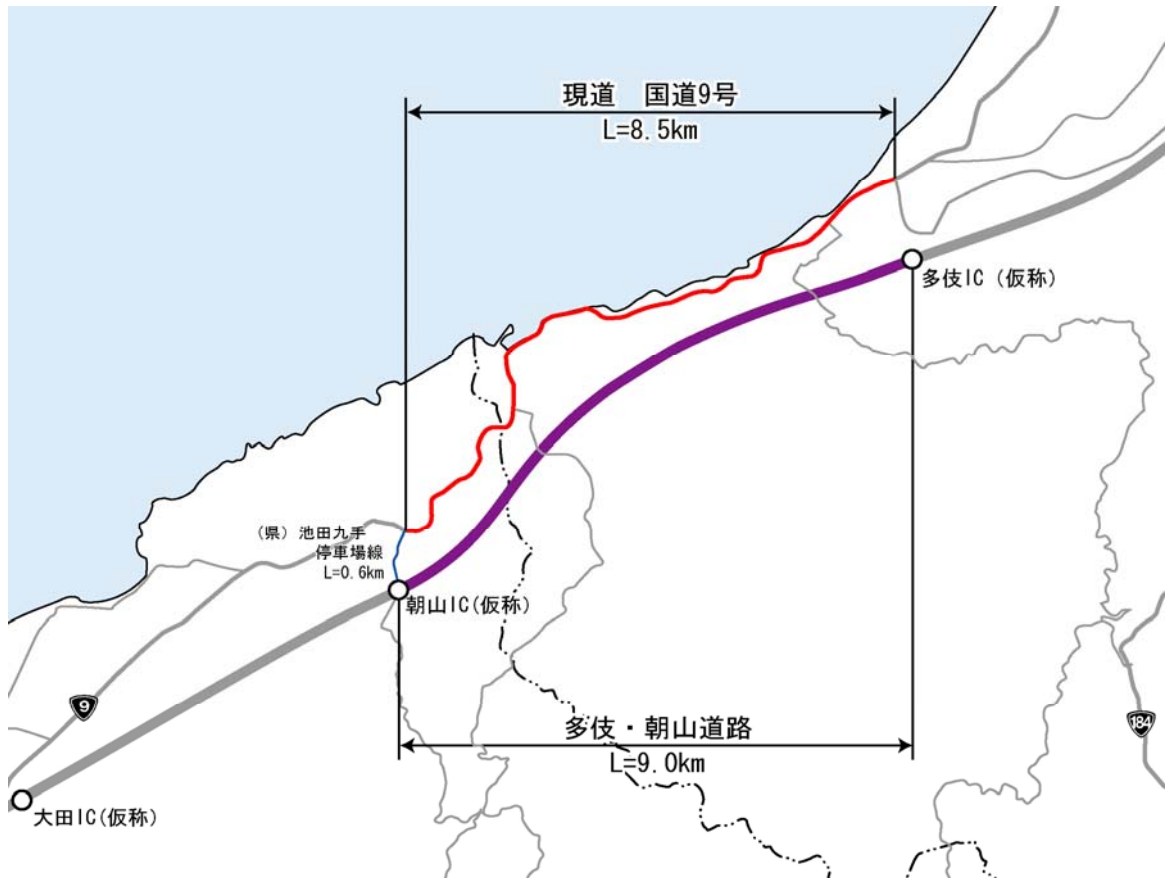 現道 国道9号
L=8.5km
多伎IC（仮称）
（県）池田九手
停車場線
L=0.6km
朝山IC(仮称)
9
184
多伎・朝山道路
L=9.0km
大田IC(仮称)